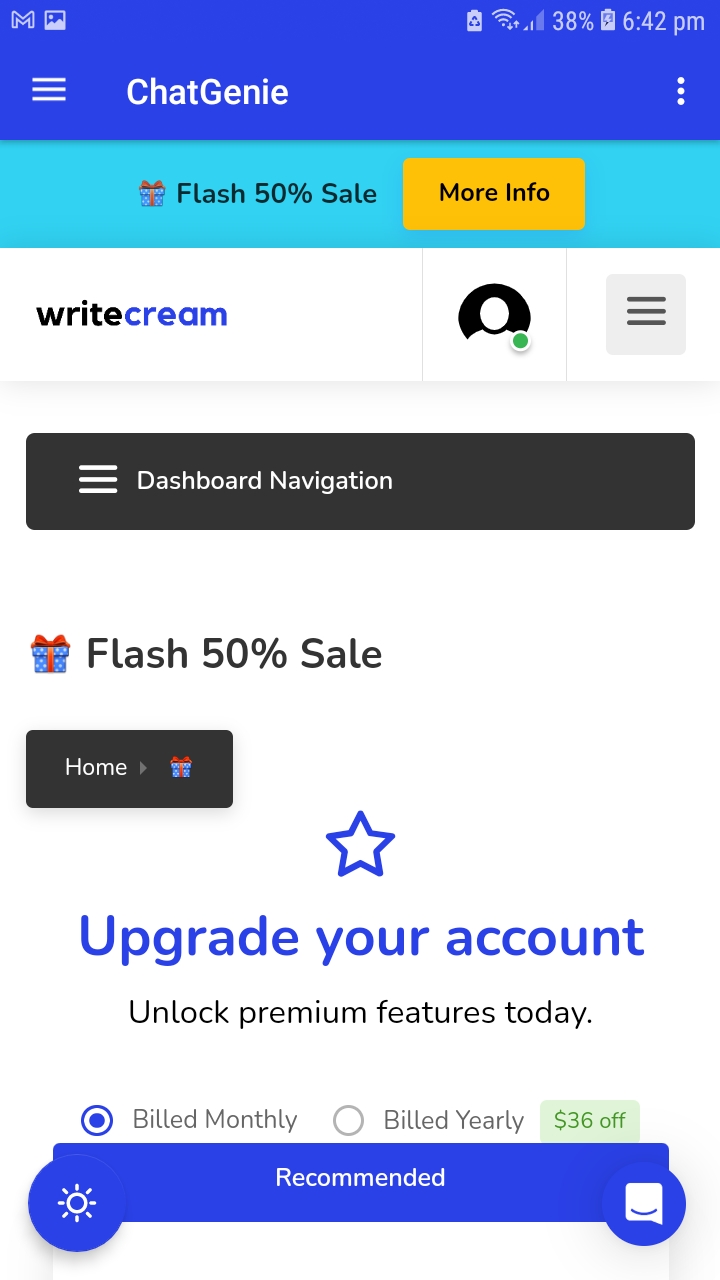 38% 6:42 pm
ChatGenie
🎁 Flash 50% Sale More Info
writecream
Dashboard Navigation
🎁 Flash 50% Sale
Home 🎁
Upgrade your account
Unlock premium features today.
Billed Monthly Billed Yearly $36 off
Recommended